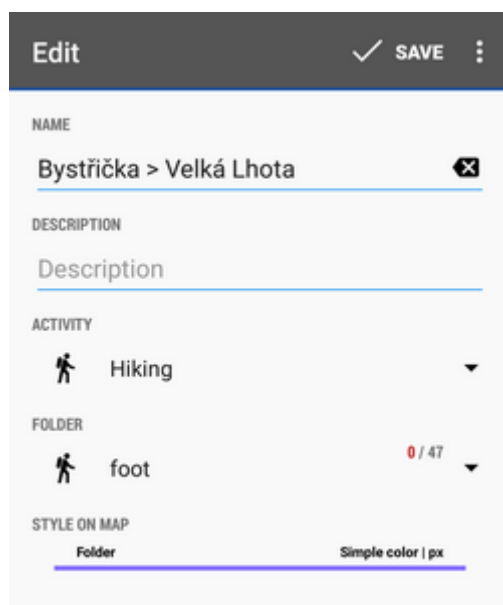 Edit SAVE
NAME
Bystřička > Velká Lhota
DESCRIPTION
Description
ACTIVITY
Hiking
FOLDER
foot 0 / 47
STYLE ON MAP
Folder Simple color | px